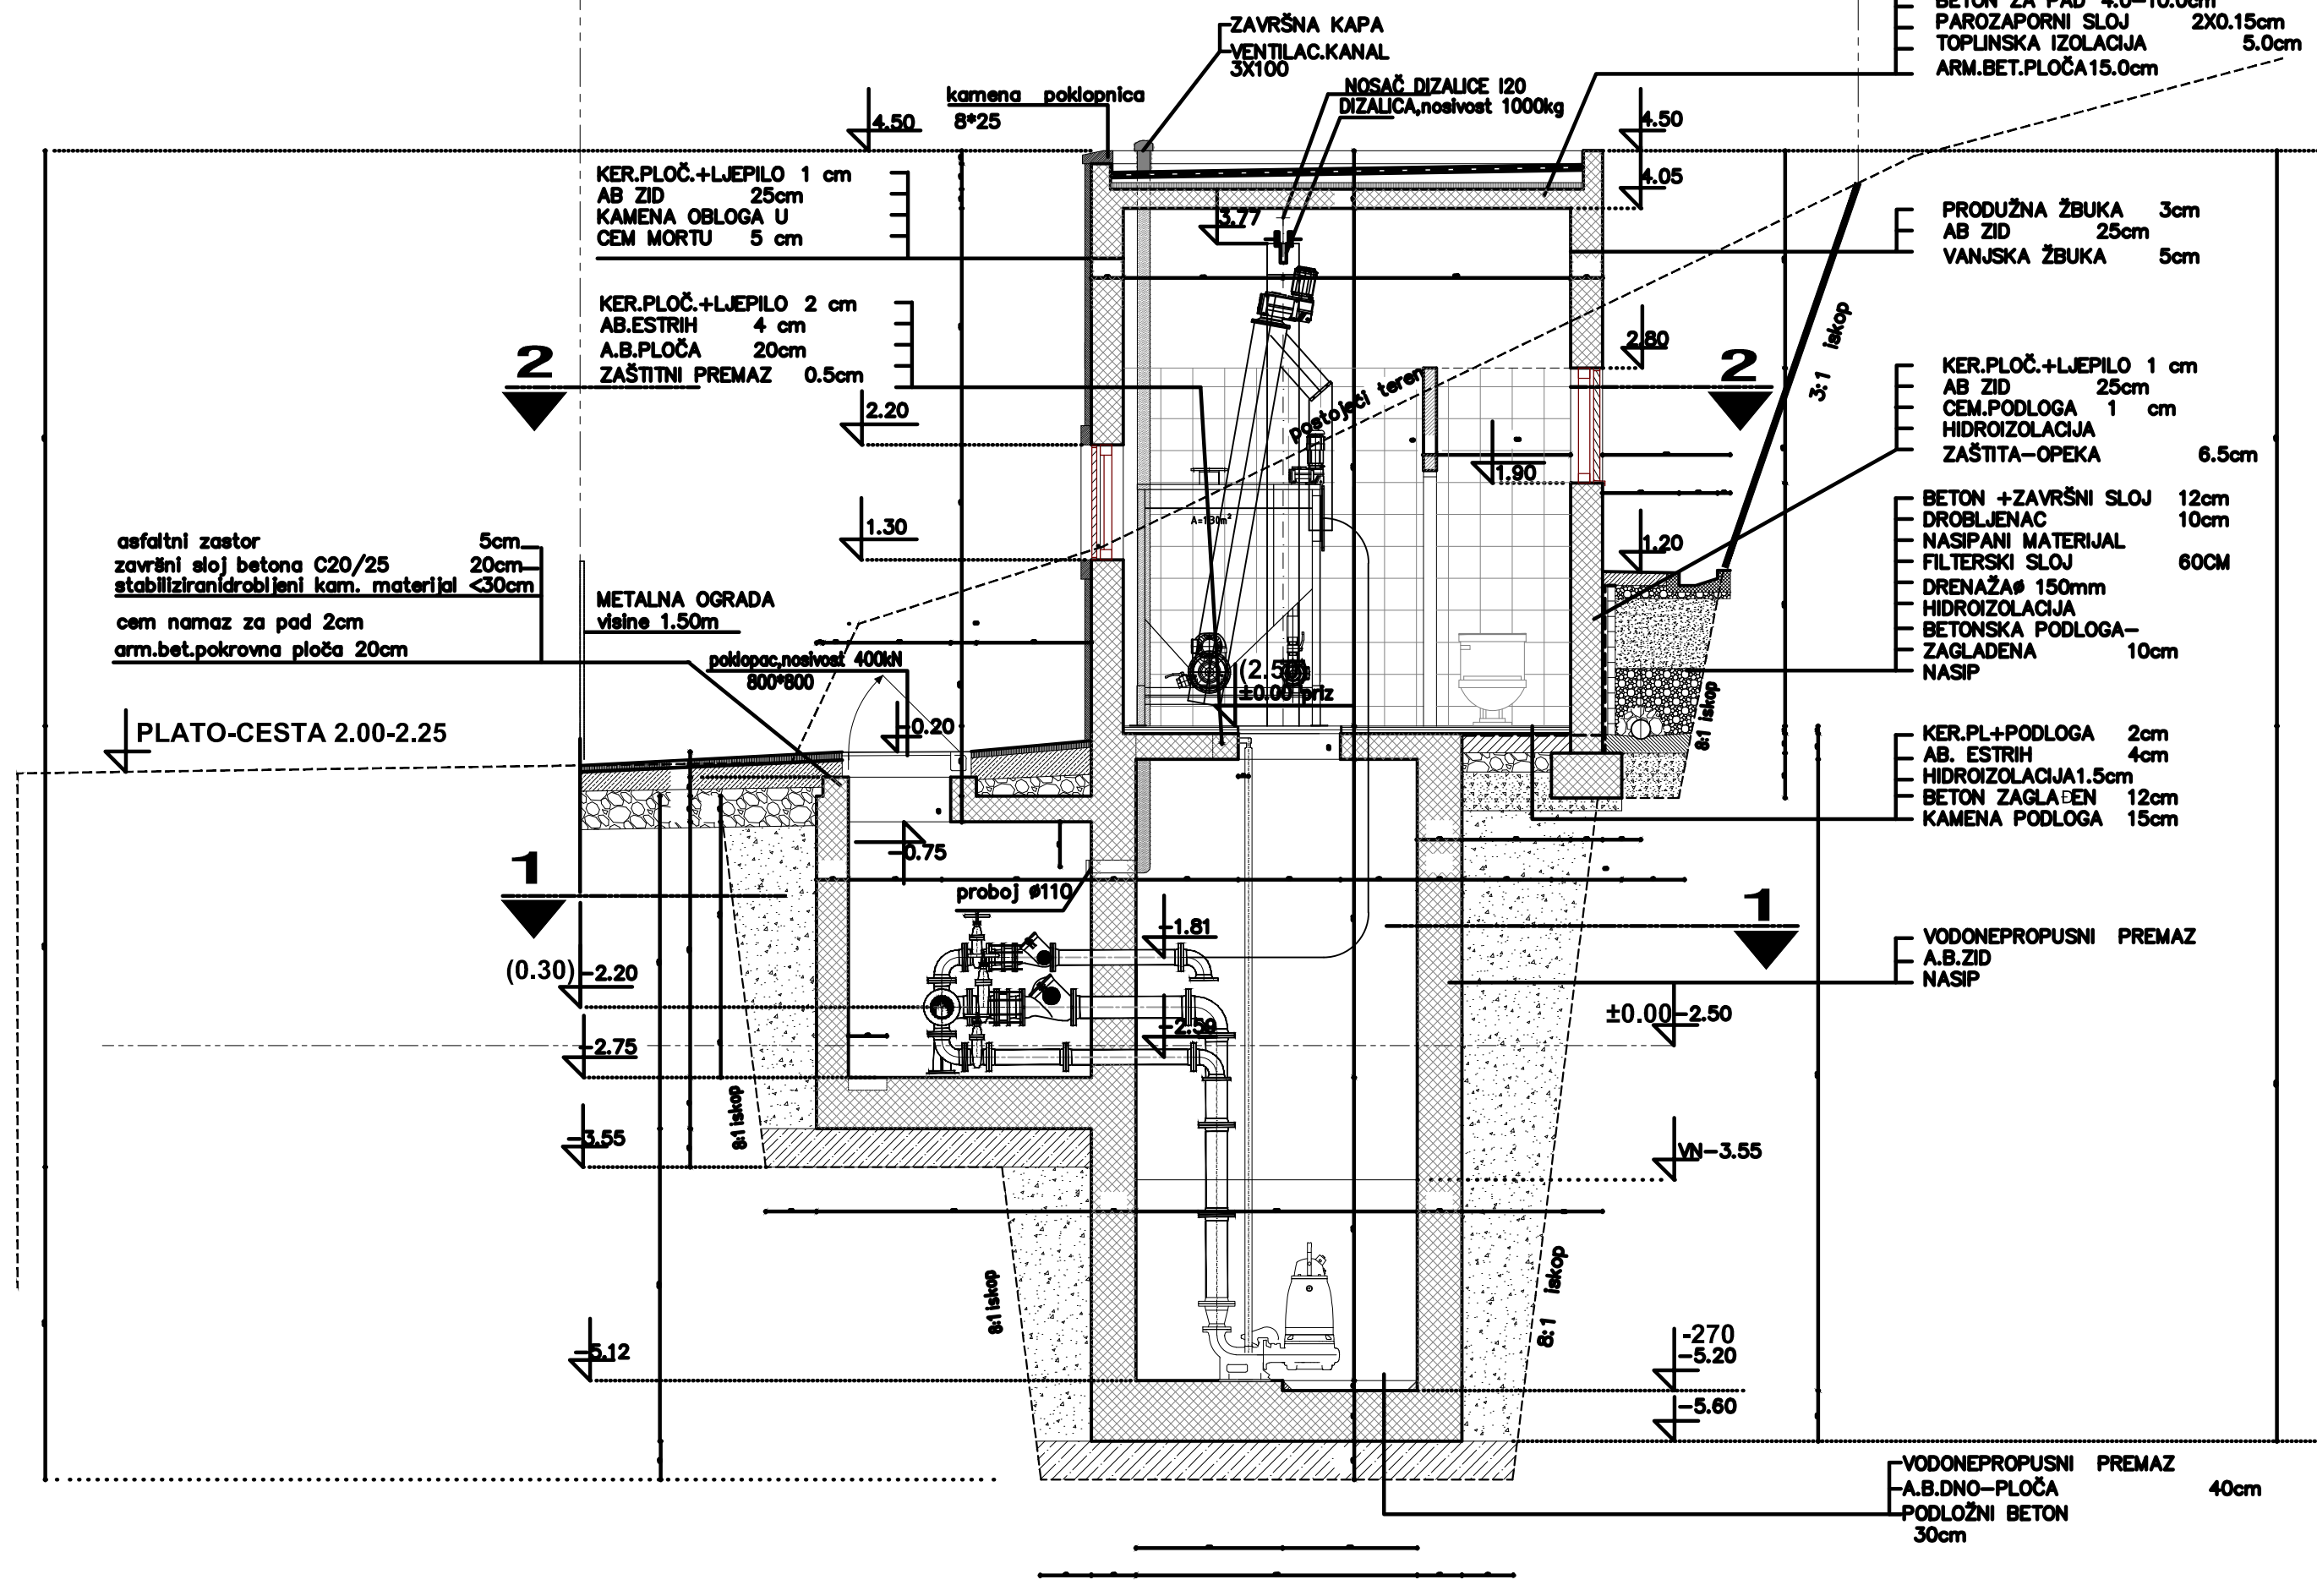 ZAVRŠNA KAPA
VENTILAC.KANAL
3X100
BETON ZA PAD 4.0-10.0cm
PAROZAPORNI SLOJ 2X0.15cm
TOPLINSKA IZOLACIJA 5.0cm
ARM.BET.PLOČA15.0cm
NOSAČ DIZALICE I20
DIZALICA,nosivost 1000kg
kamena poklopnica
8*25
4.50
4.50
4.05
3.77
KER.PLOČ.+LJEPILO 1 cm
AB ZID 25cm
KAMENA OBLOGA U
CEM MORTU 5 cm
PRODUŽNA ŽBUKA 3cm
AB ZID 25cm
VANJSKA ŽBUKA 5cm
KER.PLOČ.+LJEPILO 2 cm
AB.ESTRIH 4 cm
A.B.PLOČA 20cm
ZAŠTITNI PREMAZ 0.5cm
2
2
2.80
3:1 iskop
KER.PLOČ.+LJEPILO 1 cm
AB ZID 25cm
CEM.PODLOGA 1 cm
HIDROIZOLACIJA
ZAŠTITA-OPEKA 6.5cm
postojeći teren
2.20
1.90
A=180m²
1.30
1.20
BETON +ZAVRŠNI SLOJ 12cm
DROBLJENAC 10cm
NASIPANI MATERIJAL
FILTERSKI SLOJ 60CM
DRENAŽAø 150mm
HIDROIZOLACIJA
BETONSKA PODLOGA-
ZAGLADENA 10cm
NASIP
asfaltni zastor 5cm
završni sloj betona C20/25 20cm
stabiliziranidrobljeni kam. materijal <30cm
cem namaz za pad 2cm
arm.bet.pokrovna ploča 20cm
METALNA OGRADA
visine 1.50m
poklopac,nosivost 400kN
800*800
(2.50)
±0.00 priz
8:1 iskop
PLATO-CESTA 2.00-2.25
-0.20
KER.PL+PODLOGA 2cm
AB. ESTRIH 4cm
HIDROIZOLACIJA1.5cm
BETON ZAGLAĐEN 12cm
KAMENA PODLOGA 15cm
-0.75
1
1
proboj ø110
-1.81
VODONEPROPUSNI PREMAZ
A.B.ZID
NASIP
(0.30) -2.20
±0.00 -2.50
-2.50
-2.75
8:1 iskop
-3.55
VN-3.55
8:1 iskop
8:1 iskop
-5.12
-270
-5.20
-5.60
VODONEPROPUSNI PREMAZ
A.B.DNO-PLOČA 40cm
PODLOŽNI BETON
30cm